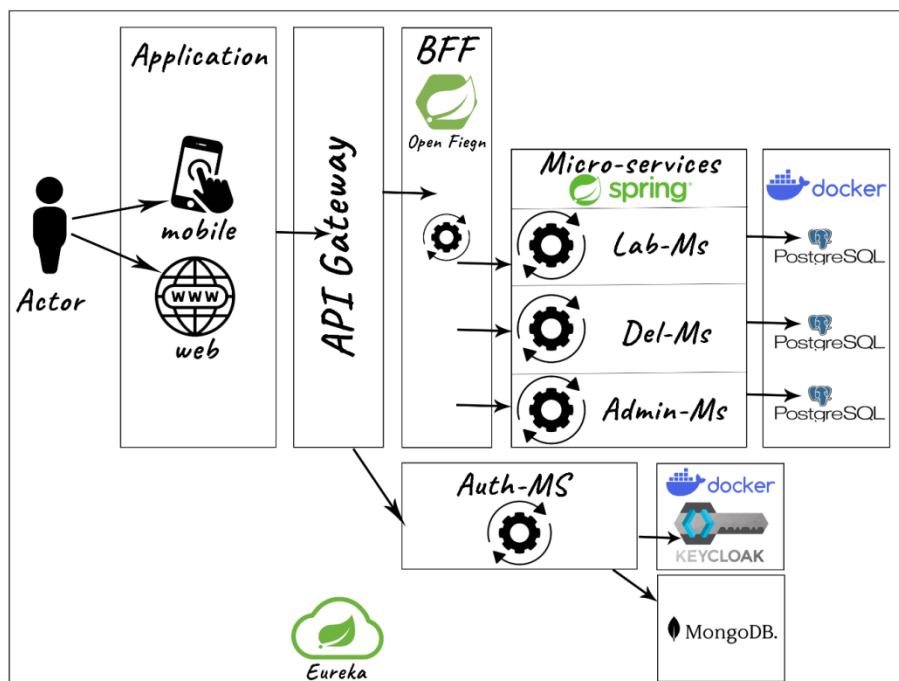 Application
BFF
Open Fiegn
Micro-services
spring
docker
API Gateway
Actor
mobile
www
web
Lab-Ms
PostgreSQL
Del-Ms
PostgreSQL
Admin-Ms
PostgreSQL
Auth-MS
docker
KEYCLOAK
MongoDB.
Eureka